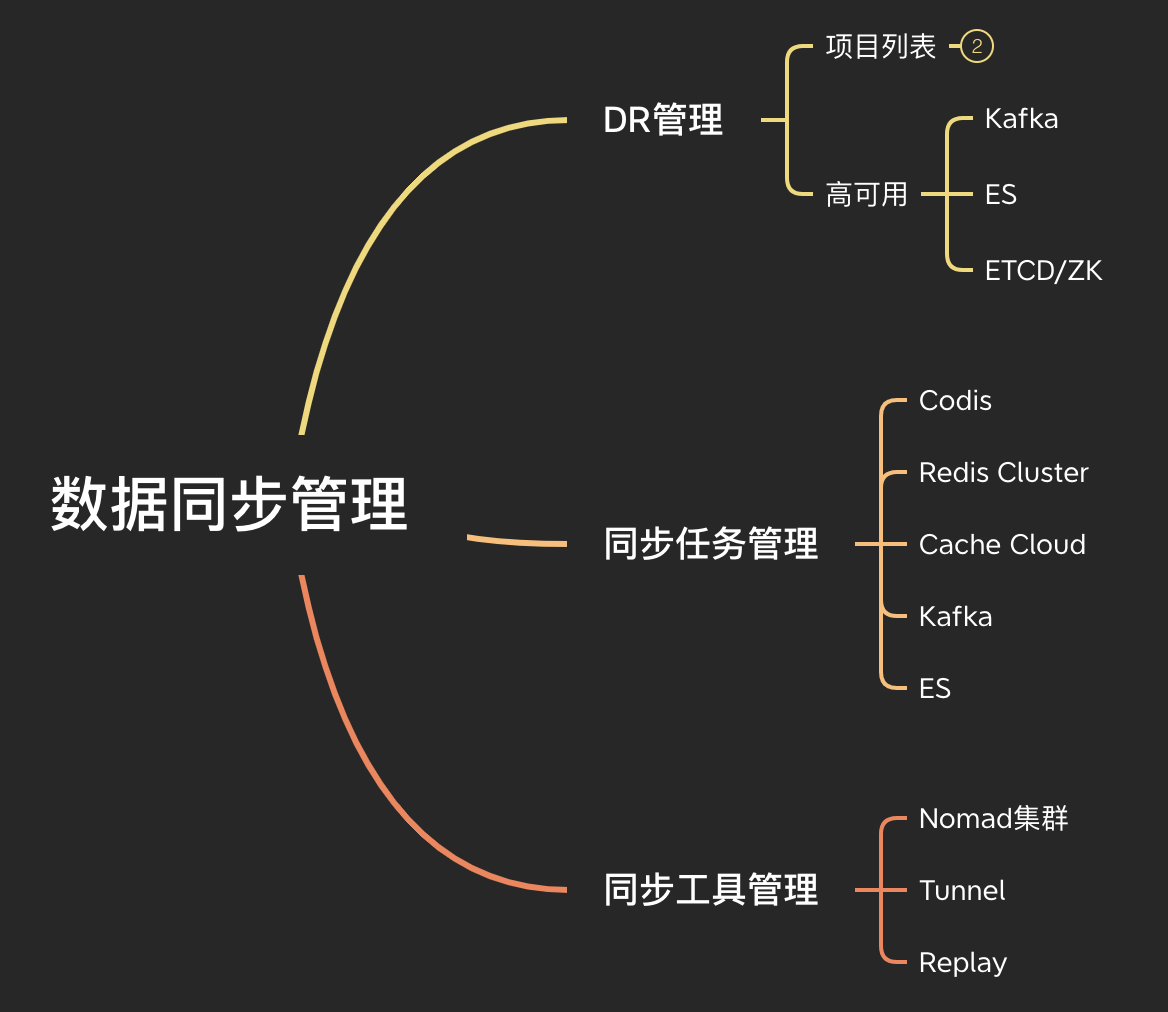 数据同步管理
DR管理
项目列表
2
高可用
Kafka
ES
ETCD/ZK
同步任务管理
Codis
Redis Cluster
Cache Cloud
Kafka
ES
同步工具管理
Nomad集群
Tunnel
Replay